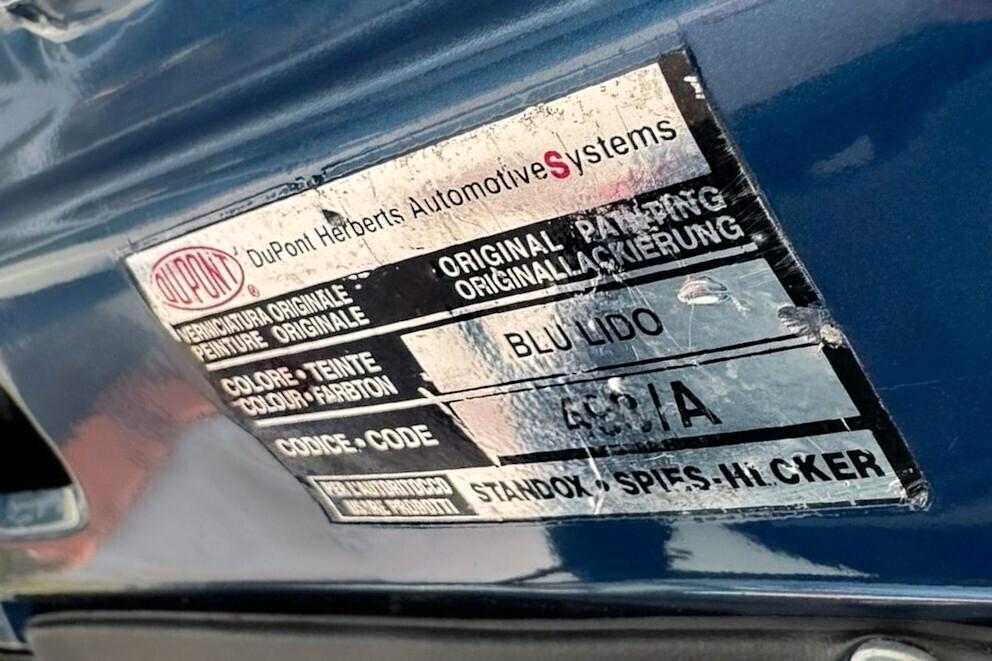 DUPONT® DuPont Herberts AutomotiveSystems
VERNICIATURA ORIGINALE ORIGINAL PAINTING
PEINTURE ORIGINALE ORIGINALLACKIERUNG
COLORE • TEINTE BLU LIDO
COLOUR • FARBTON
CODICE • CODE /A
STANDOX • SPIES-HECKER